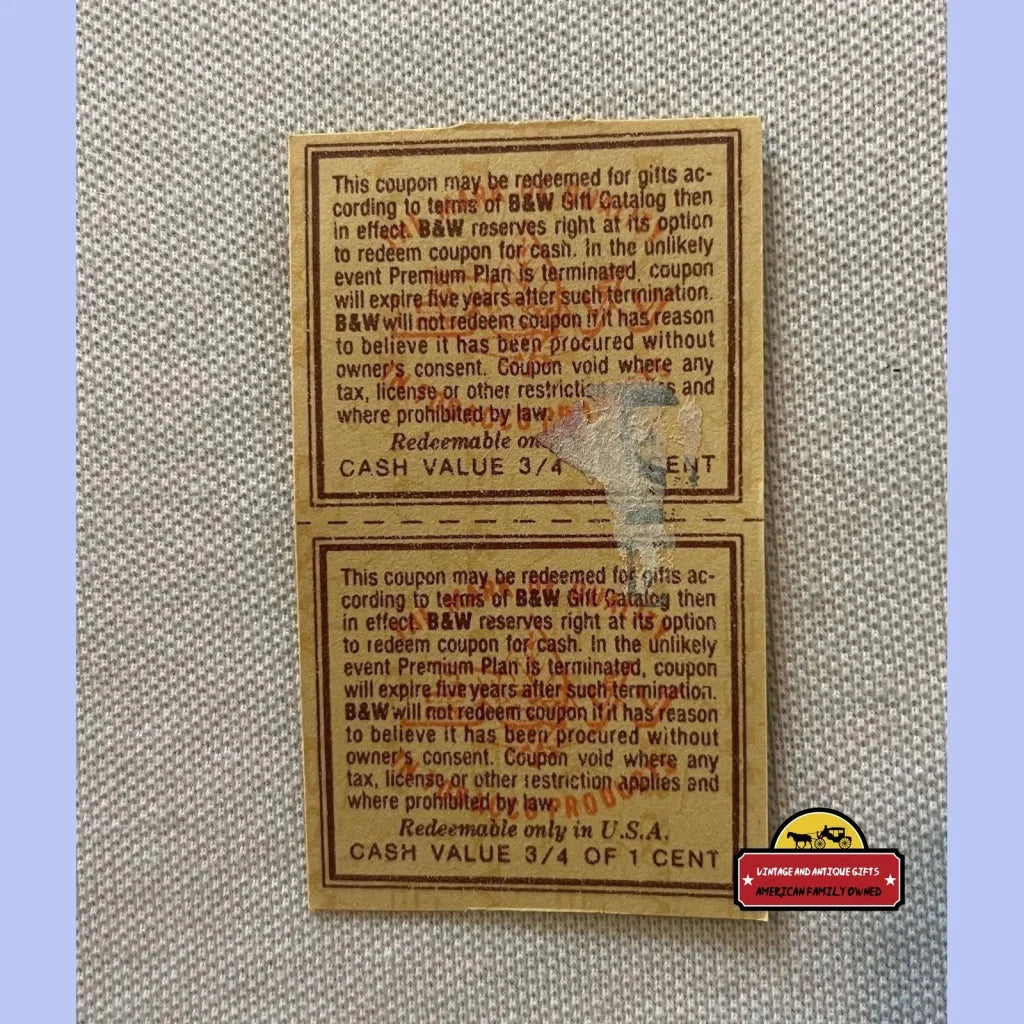 This coupon may be redeemed for gifts ac-
cording to terms of B&W Gift Catalog then
in effect. B&W reserves right at its option
to redeem coupon for cash. In the unlikely
event Premium Plan is terminated, coupon
will expire five years after such termination.
B&W will not redeem coupon if it has reason
to believe it has been procured without
owner's consent. Coupon void where any
tax, license or other and
where prohibited by law.
Redeemable
CASH VALUE 3/4 CENT
This coupon may be redeemed for gifts ac-
cording to terms of B&W Gift Catalog then
in effect. B&W reserves right at its option
to redeem coupon for cash. In the unlikely
event Premium Plan is terminated, coupon
will expire five years after such termination.
B&W will not redeem coupon if it has reason
to believe it has been procured without
owner's consent. Coupon void where any
tax, license or other restriction applies and
where prohibited by law.
Redeemable only in U.S.A.
CASH VALUE 3/4 OF 1 CENT
VINTAGE AND ANTIQUE GIFTS
AMERICAN FAMILY OWNED